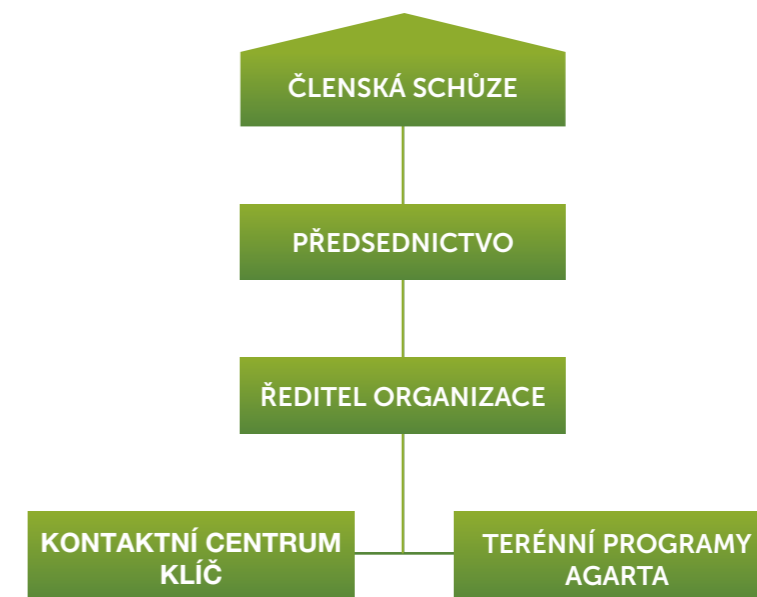 ČLENSKÁ SCHŮZE
PŘEDSEDNICTVO
ŘEDITEL ORGANIZACE
KONTAKTNÍ CENTRUM
KLÍČ
TERÉNNÍ PROGRAMY
AGARTA